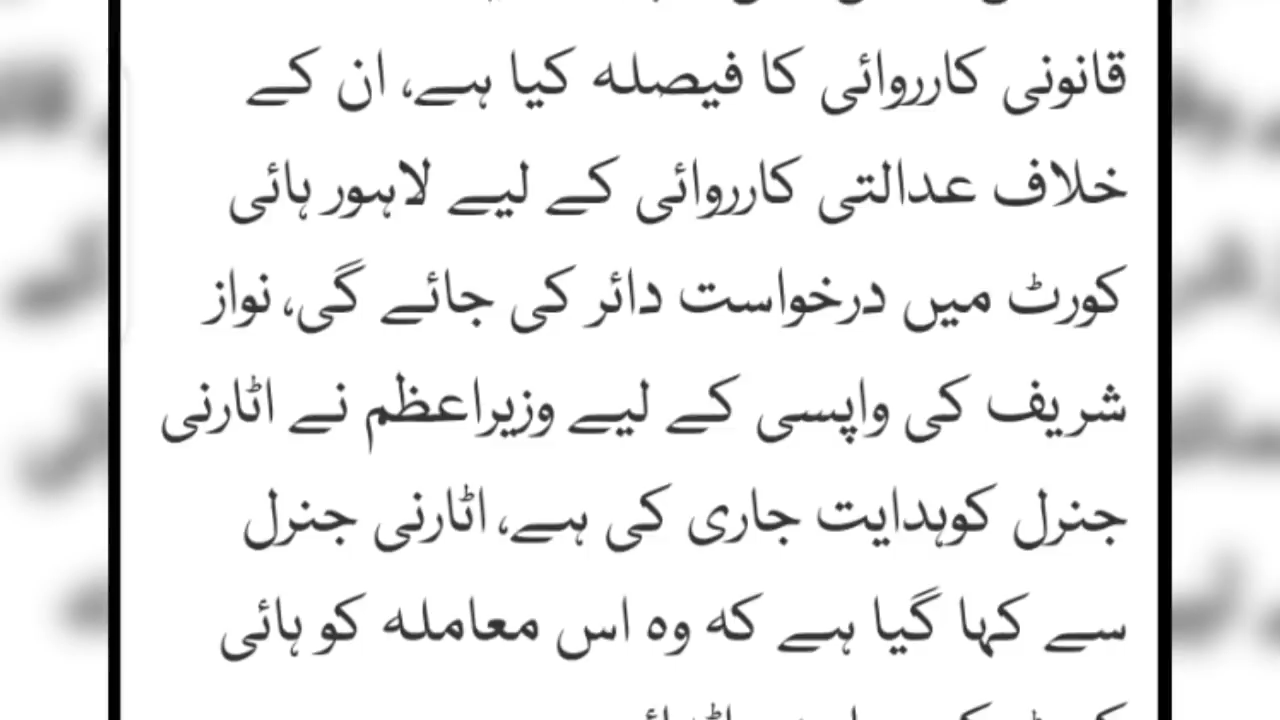 قانونی کارروائی کا فیصلہ کیا ہے، ان کے
خلاف عدالتی کارروائی کے لیے لاہور ہائی
کورٹ میں درخواست دائر کی جائے گی، نواز
شریف کی واپسی کے لیے وزیراعظم نے اٹارنی
جنرل کوہدایت جاری کی ہے، اٹارنی جنرل
سے کہا گیا ہے کہ وہ اس معاملہ کو ہائی